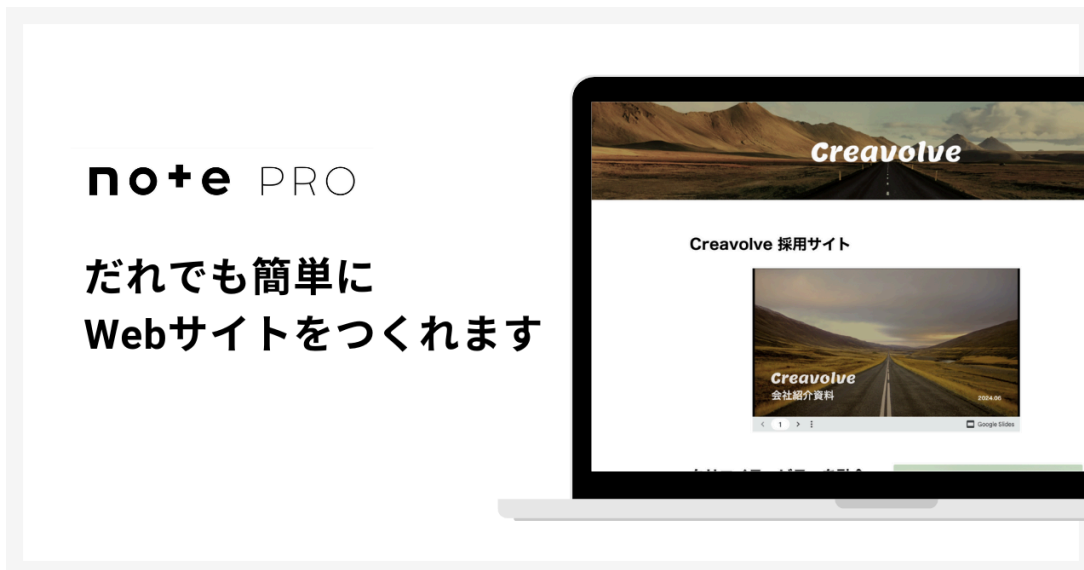 note PRO
だれでも簡単に
Webサイトをつくれます
Creavolve
Creavolve 採用サイト
Creavolve
会社紹介資料
2024.06
1
Google Slides